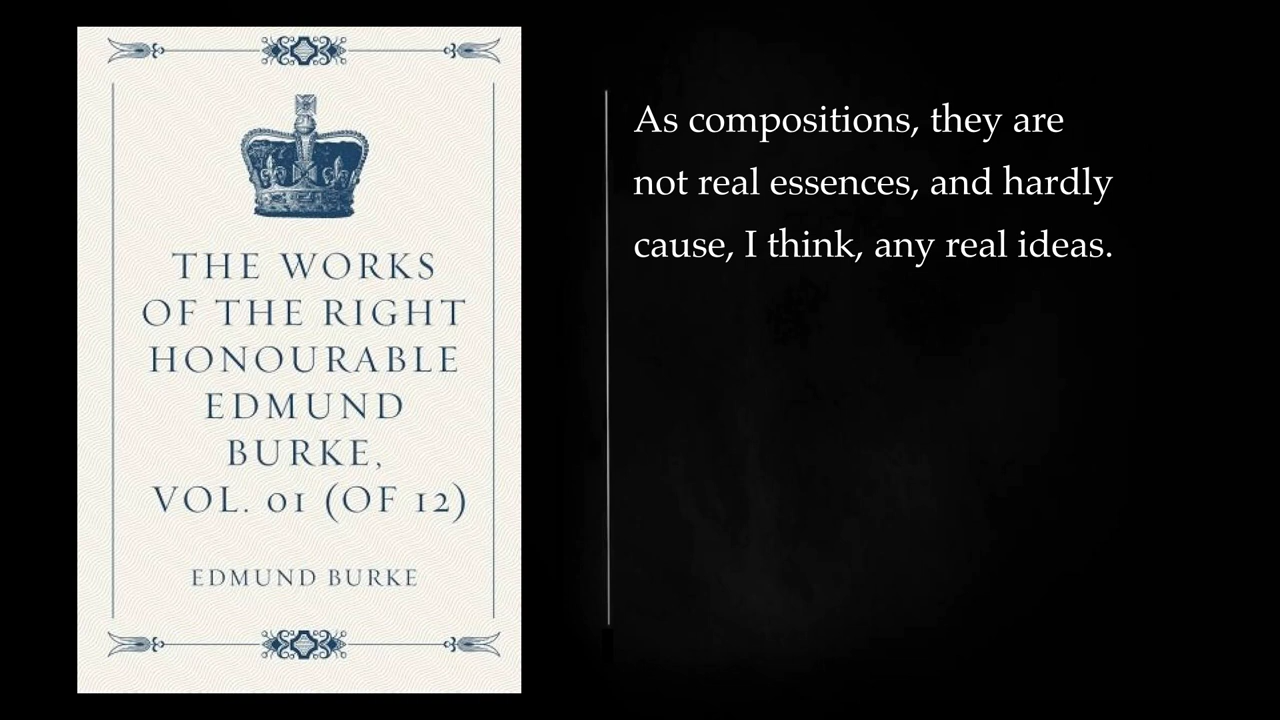 THE WORKS
OF THE RIGHT
HONOURABLE
EDMUND
BURKE,
VOL. 01 (OF 12)
EDMUND BURKE
As compositions, they are
not real essences, and hardly
cause, I think, any real ideas.